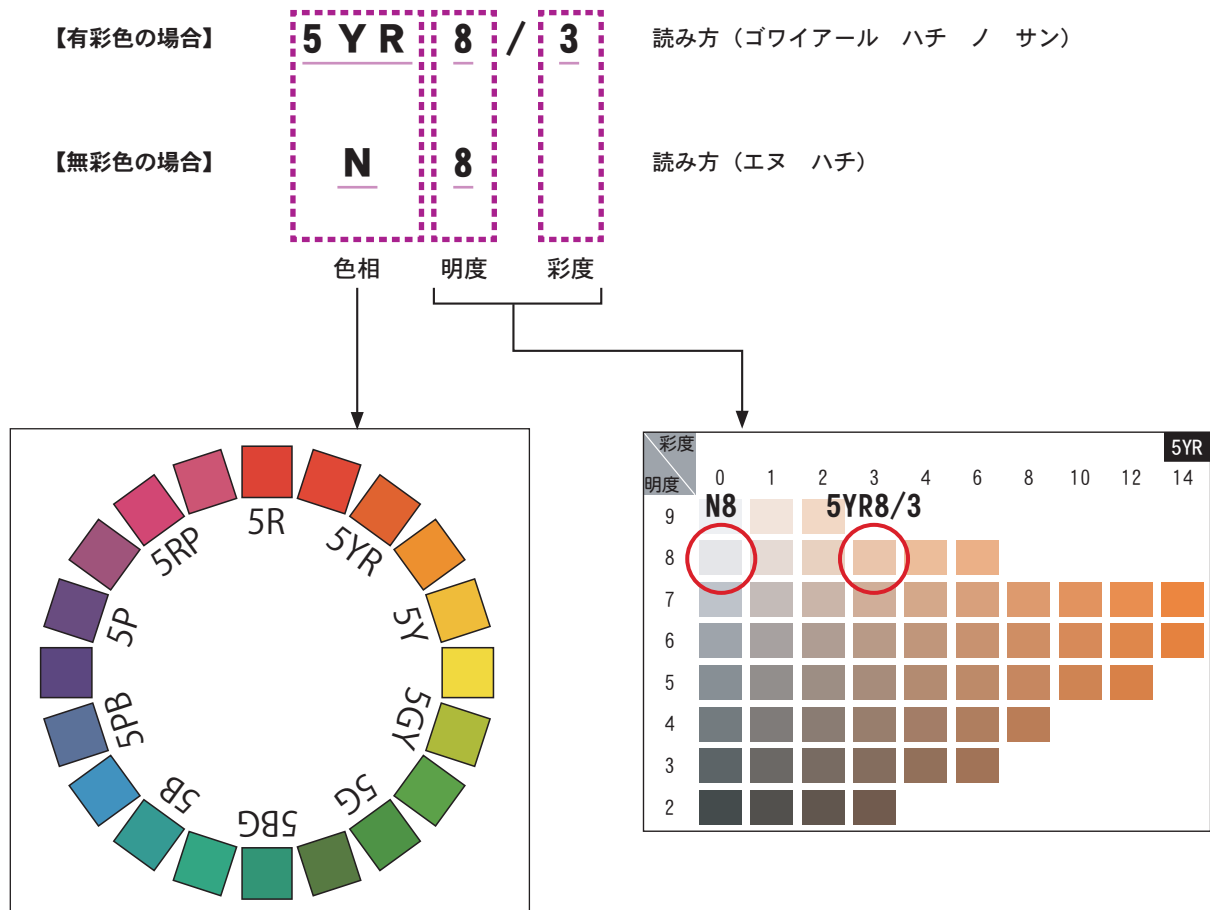 【有彩色の場合】 5 Y R 8 / 3 読み方（ゴワイアール ハチ ノ サン）
【無彩色の場合】 N 8 読み方（エヌ ハチ）
色相 明度 彩度
5R
5YR
5Y
5GY
5G
5BG
5B
5PB
5P
5RP
彩度 5YR
明度 0 1 2 3 4 6 8 10 12 14
9 N8 5YR8/3
8
7
6
5
4
3
2